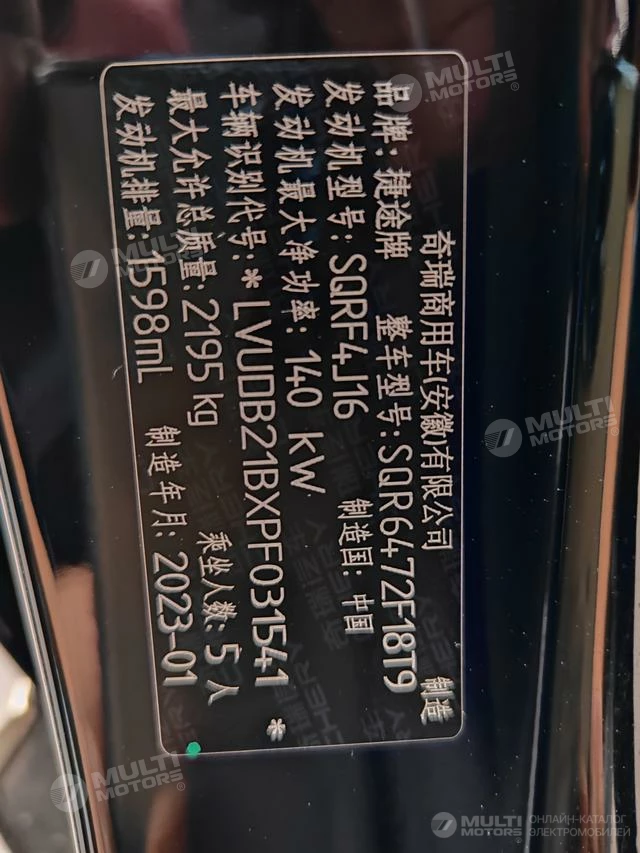 奇瑞商用车(安徽)有限公司 制造
品牌:捷途牌 整车型号:SQR6472F18T9
发动机型号:SQRF4J16 制造国:中国
发动机最大净功率:140 kW
车辆识别代号:*LVUDB21BXPF031541*
最大允许总质量:2195kg 乘坐人数:5人
发动机排量:1598mL 制造年月:2023-01
MULTI MOTORS®
MULTI MOTORS®
MULTI MOTORS®
MULTI MOTORS®
MULTI MOTORS ОНЛАЙН-КАТАЛОГ ЭЛЕКТРОМОБИЛЕЙ